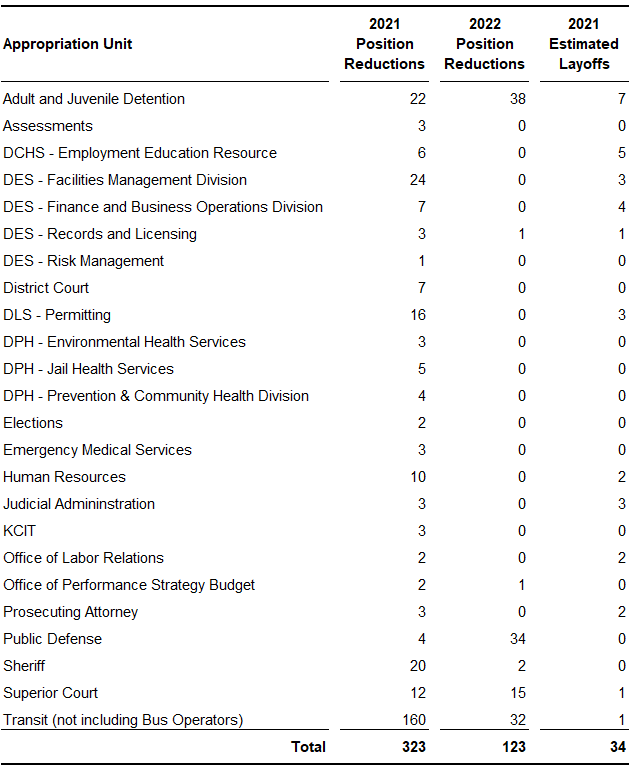 2021 2022 2021
Appropriation Unit Position Position Estimated
Reductions Reductions Layoffs
Adult and Juvenile Detention 22 38 7
Assessments 3 0 0
DCHS - Employment Education Resource 6 0 5
DES - Facilities Management Division 24 0 3
DES - Finance and Business Operations Division 7 0 4
DES - Records and Licensing 3 1 1
DES - Risk Management 1 0 0
District Court 7 0 0
DLS - Permitting 16 0 3
DPH - Environmental Health Services 3 0 0
DPH - Jail Health Services 5 0 0
DPH - Prevention & Community Health Division 4 0 0
Elections 2 0 0
Emergency Medical Services 3 0 0
Human Resources 10 0 2
Judicial Admininstration 3 0 3
KCIT 3 0 0
Office of Labor Relations 2 0 2
Office of Performance Strategy Budget 2 1 0
Prosecuting Attorney 3 0 2
Public Defense 4 34 0
Sheriff 20 2 0
Superior Court 12 15 1
Transit (not including Bus Operators) 160 32 1
Total 323 123 34